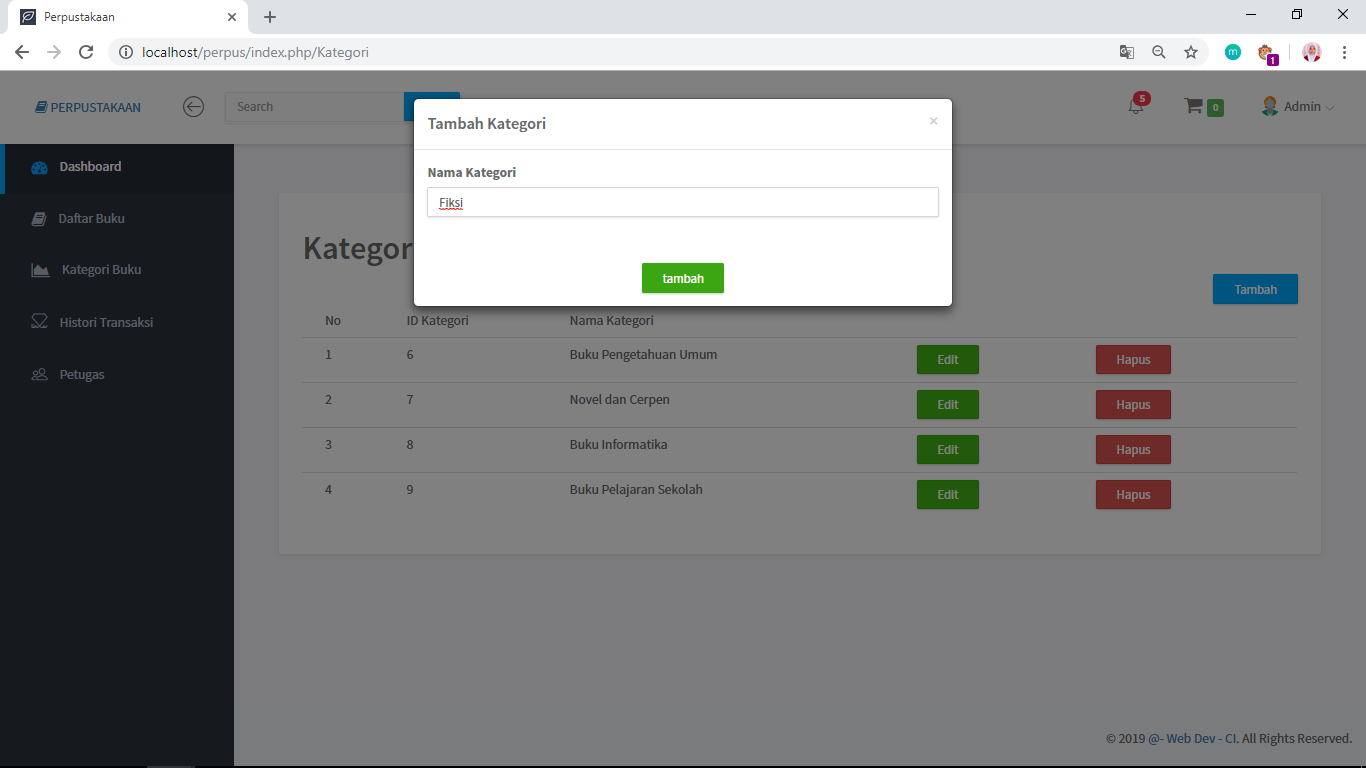 Perpustakaan
localhost/perpus/index.php/Kategori
m
1
PERPUSTAKAAN
Search
5
0
Admin
Tambah Kategori
×
Nama Kategori
Fiksi
tambah
Dashboard
Daftar Buku
Kategori Buku
Histori Transaksi
Petugas
Kategor
Tambah
No ID Kategori Nama Kategori
1 6 Buku Pengetahuan Umum Edit Hapus
2 7 Novel dan Cerpen Edit Hapus
3 8 Buku Informatika Edit Hapus
4 9 Buku Pelajaran Sekolah Edit Hapus
© 2019 @- Web Dev - CI. All Rights Reserved.